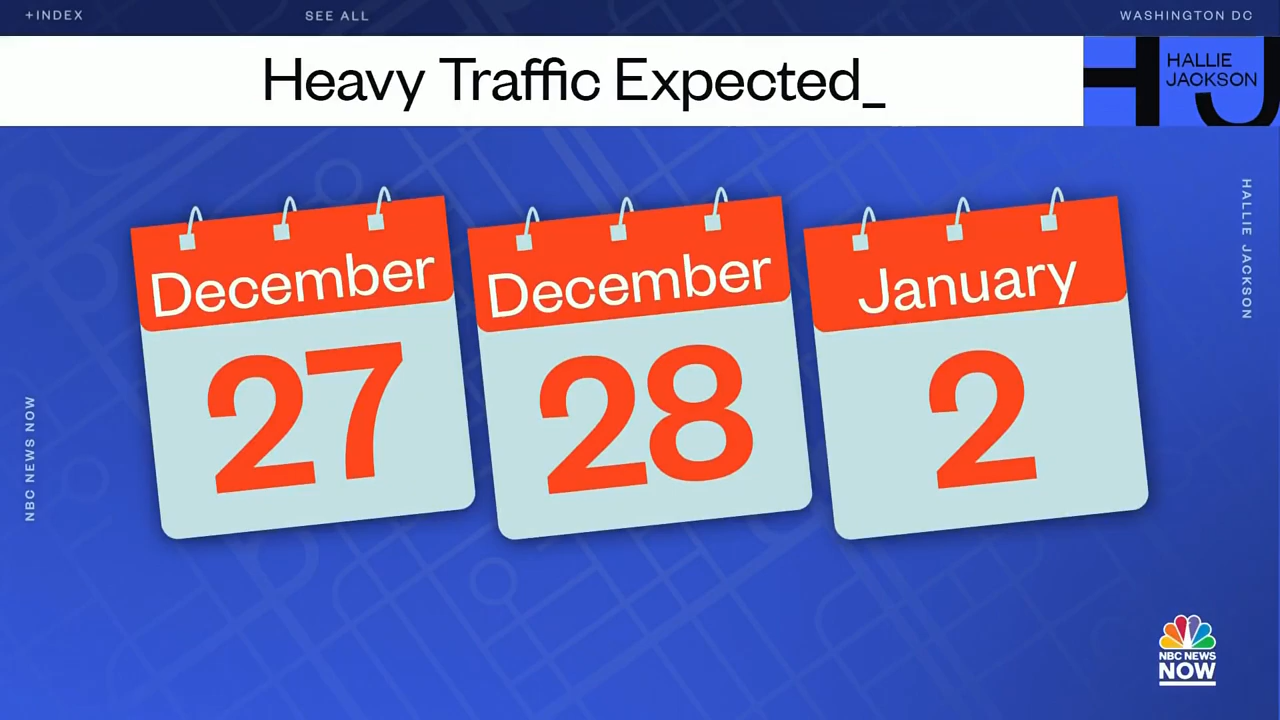 +INDEX
SEE ALL
WASHINGTON DC
Heavy Traffic Expected_
HJ
HALLIE
JACKSON
December
27
December
28
January
2
HALLIE JACKSON
NBC NEWS NOW
NBC NEWS
NOW